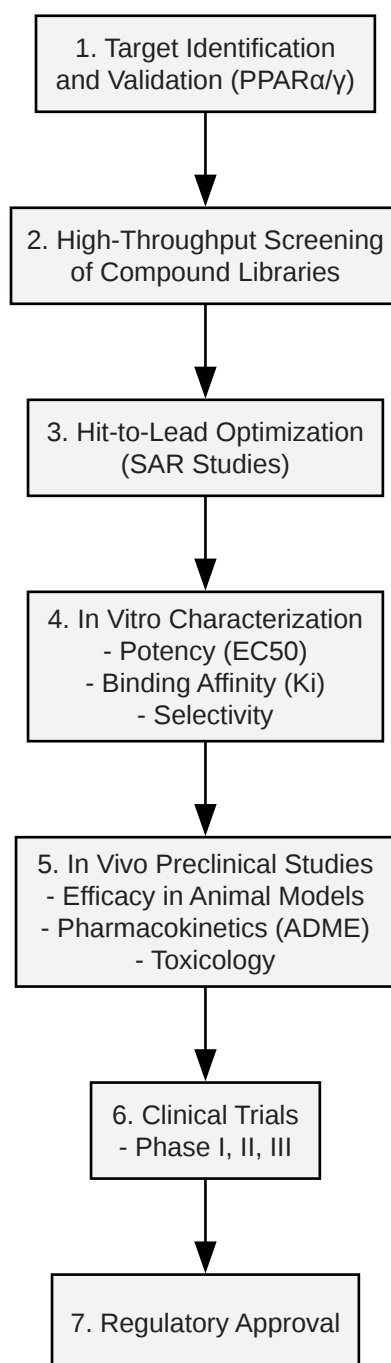 1. Target Identification
and Validation (PPARα/γ)
2. High-Throughput Screening
of Compound Libraries
3. Hit-to-Lead Optimization
(SAR Studies)
4. In Vitro Characterization
- Potency (EC50)
- Binding Affinity (Ki)
- Selectivity
5. In Vivo Preclinical Studies
- Efficacy in Animal Models
- Pharmacokinetics (ADME)
- Toxicology
6. Clinical Trials
- Phase I, II, III
7. Regulatory Approval